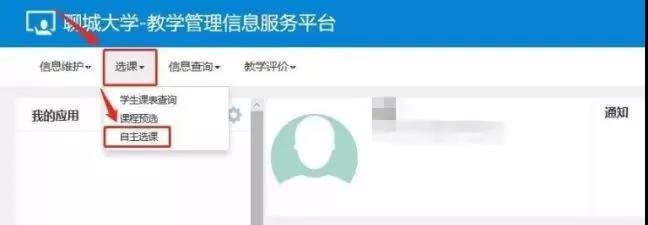 聊城大学-教学管理信息服务平台
信息维护 选课 信息查询 教学评价
学生课表查询
课程预选
自主选课
我的应用
通知